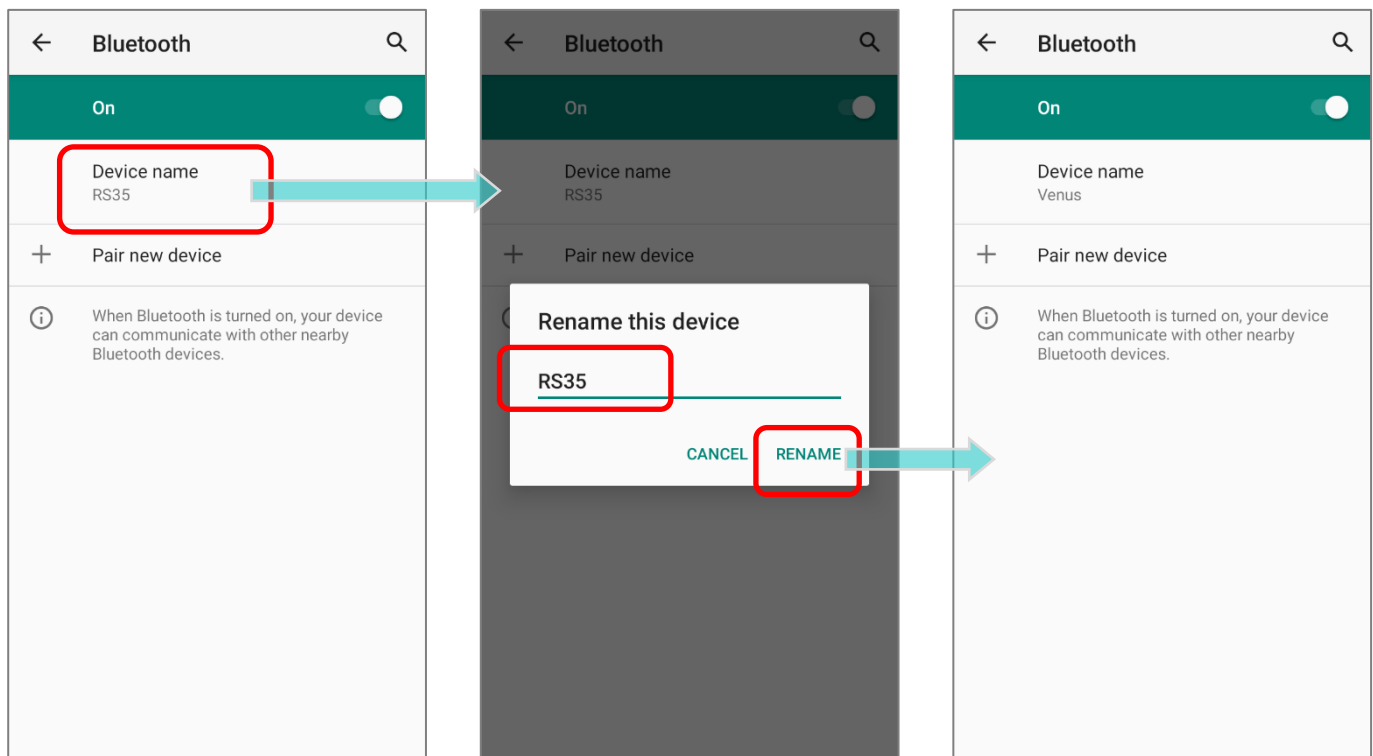 Bluetooth
On
Device name
RS35
Pair new device
When Bluetooth is turned on, your device
can communicate with other nearby
Bluetooth devices.
Bluetooth
On
Device name
RS35
Pair new device
Rename this device
RS35
CANCEL RENAME
Bluetooth
On
Device name
Venus
Pair new device
When Bluetooth is turned on, your device
can communicate with other nearby
Bluetooth devices.